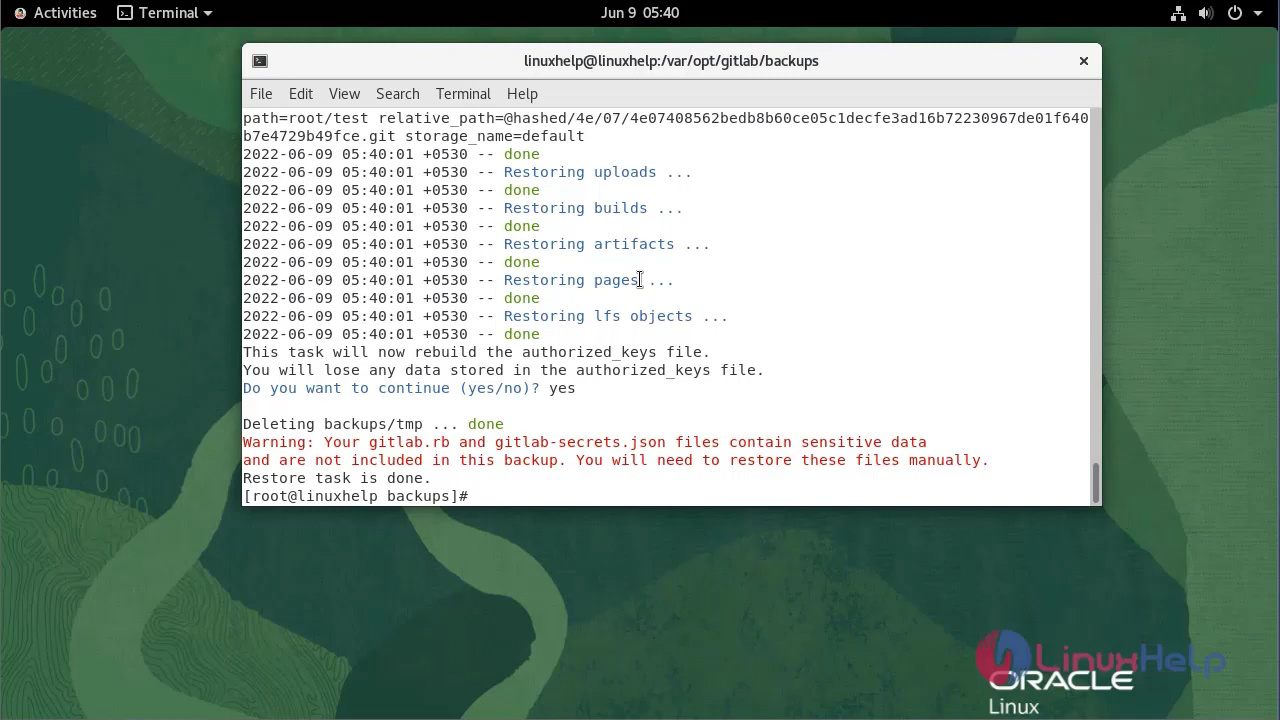 Activities Terminal Jun 9 05:40
linuxhelp@linuxhelp:/var/opt/gitlab/backups
File Edit View Search Terminal Help
path=root/test relative_path=@hashed/4e/07/4e07408562bedb8b60ce05c1decfe3ad16b72230967de01f640
b7e4729b49fce.git storage_name=default
2022-06-09 05:40:01 +0530 -- done
2022-06-09 05:40:01 +0530 -- Restoring uploads ...
2022-06-09 05:40:01 +0530 -- done
2022-06-09 05:40:01 +0530 -- Restoring builds ...
2022-06-09 05:40:01 +0530 -- done
2022-06-09 05:40:01 +0530 -- Restoring artifacts ...
2022-06-09 05:40:01 +0530 -- done
2022-06-09 05:40:01 +0530 -- Restoring pages ...
2022-06-09 05:40:01 +0530 -- done
2022-06-09 05:40:01 +0530 -- Restoring lfs objects ...
2022-06-09 05:40:01 +0530 -- done
This task will now rebuild the authorized_keys file.
You will lose any data stored in the authorized_keys file.
Do you want to continue (yes/no)? yes
Deleting backups/tmp ... done
Warning: Your gitlab.rb and gitlab-secrets.json files contain sensitive data
and are not included in this backup. You will need to restore these files manually.
Restore task is done.
[root@linuxhelp backups]#
LinuxHelp
ORACLE
Linux